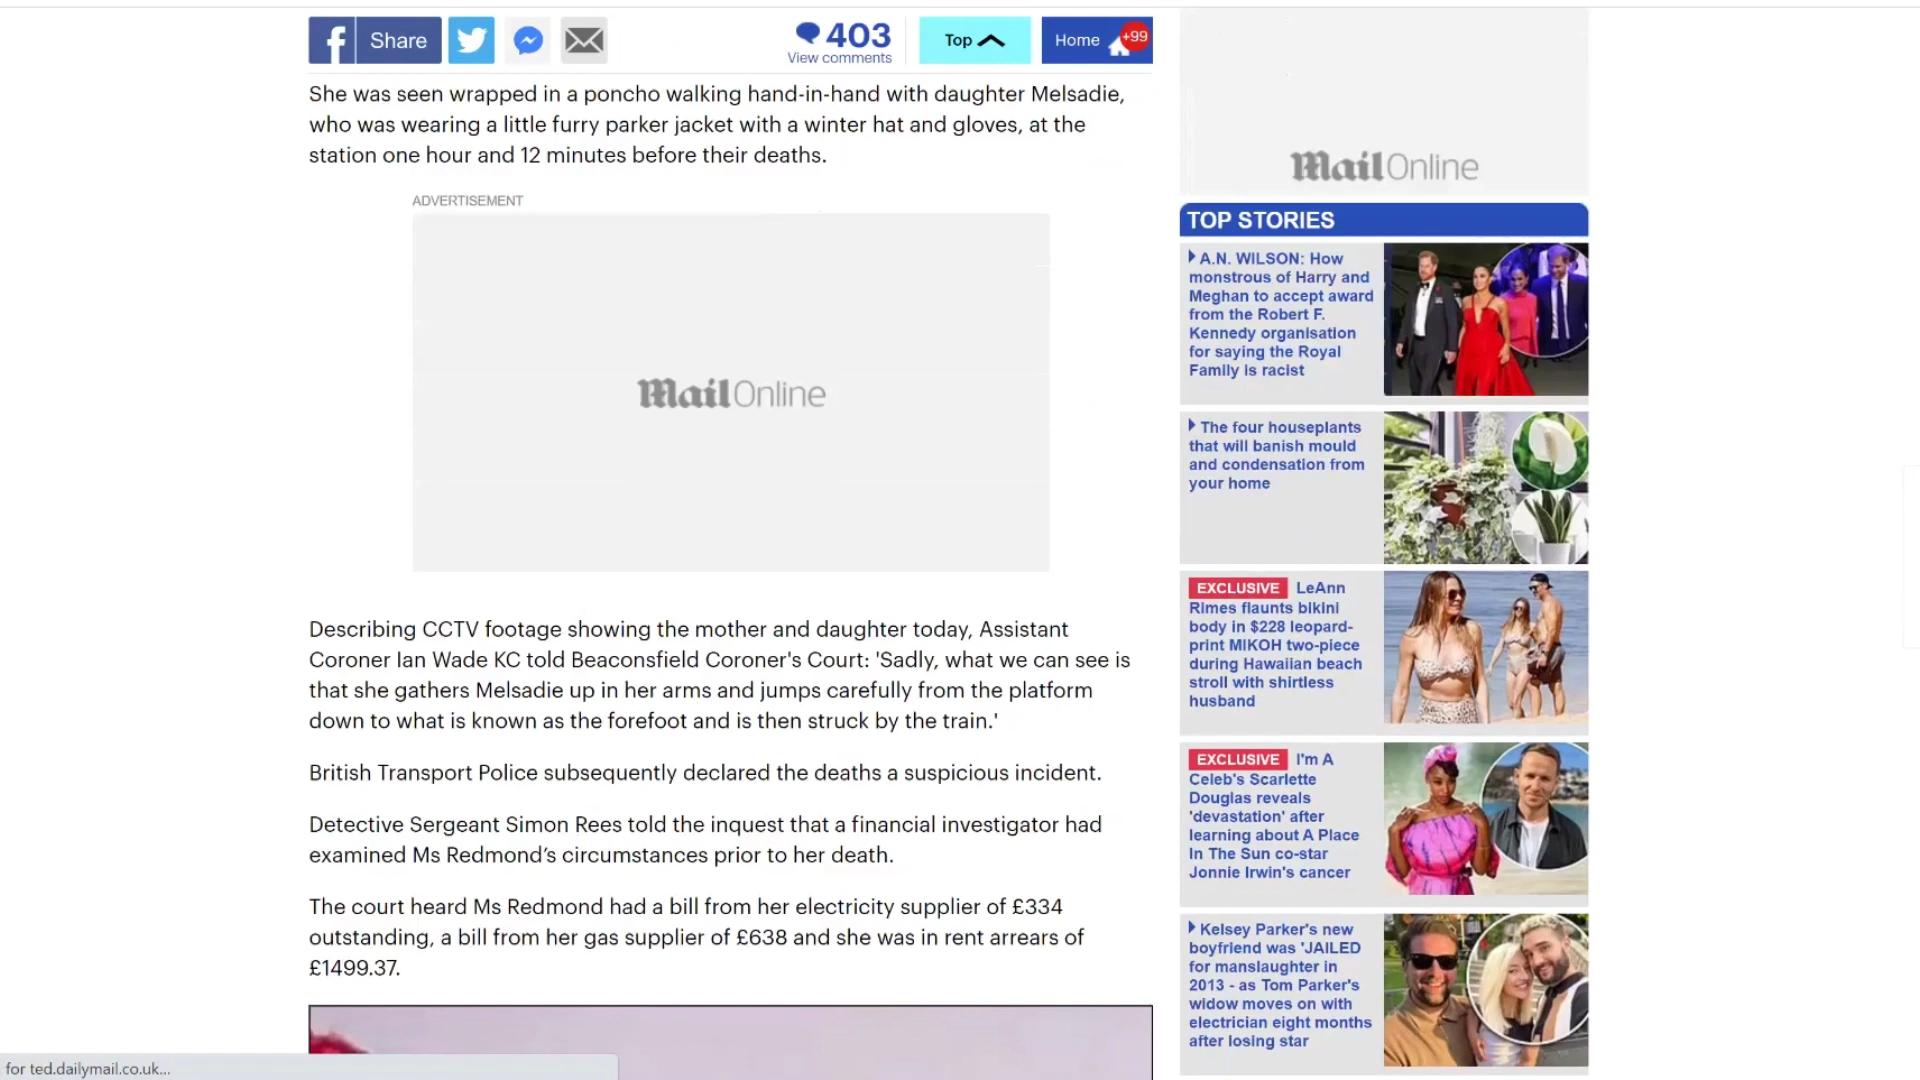 Share
403
View comments
Top
Home
+99
She was seen wrapped in a poncho walking hand-in-hand with daughter Melsadie,
who was wearing a little furry parker jacket with a winter hat and gloves, at the
station one hour and 12 minutes before their deaths.
ADVERTISEMENT
Mail Online
Describing CCTV footage showing the mother and daughter today, Assistant
Coroner Ian Wade KC told Beaconsfield Coroner's Court: 'Sadly, what we can see is
that she gathers Melsadie up in her arms and jumps carefully from the platform
down to what is known as the forefoot and is then struck by the train.'
British Transport Police subsequently declared the deaths a suspicious incident.
Detective Sergeant Simon Rees told the inquest that a financial investigator had
examined Ms Redmond’s circumstances prior to her death.
The court heard Ms Redmond had a bill from her electricity supplier of £334
outstanding, a bill from her gas supplier of £638 and she was in rent arrears of
£1499.37.
Mail Online
TOP STORIES
A.N. WILSON: How
monstrous of Harry and
Meghan to accept award
from the Robert F.
Kennedy organisation
for saying the Royal
Family is racist
The four houseplants
that will banish mould
and condensation from
your home
EXCLUSIVE LeAnn
Rimes flaunts bikini
body in $228 leopard-
print MIKOH two-piece
during Hawaiian beach
stroll with shirtless
husband
EXCLUSIVE I'm A
Celeb's Scarlette
Douglas reveals
'devastation' after
learning about A Place
In The Sun co-star
Jonnie Irwin's cancer
Kelsey Parker's new
boyfriend was 'JAILED
for manslaughter in
2013 - as Tom Parker's
widow moves on with
electrician eight months
after losing star
for ted.dailymail.co.uk...